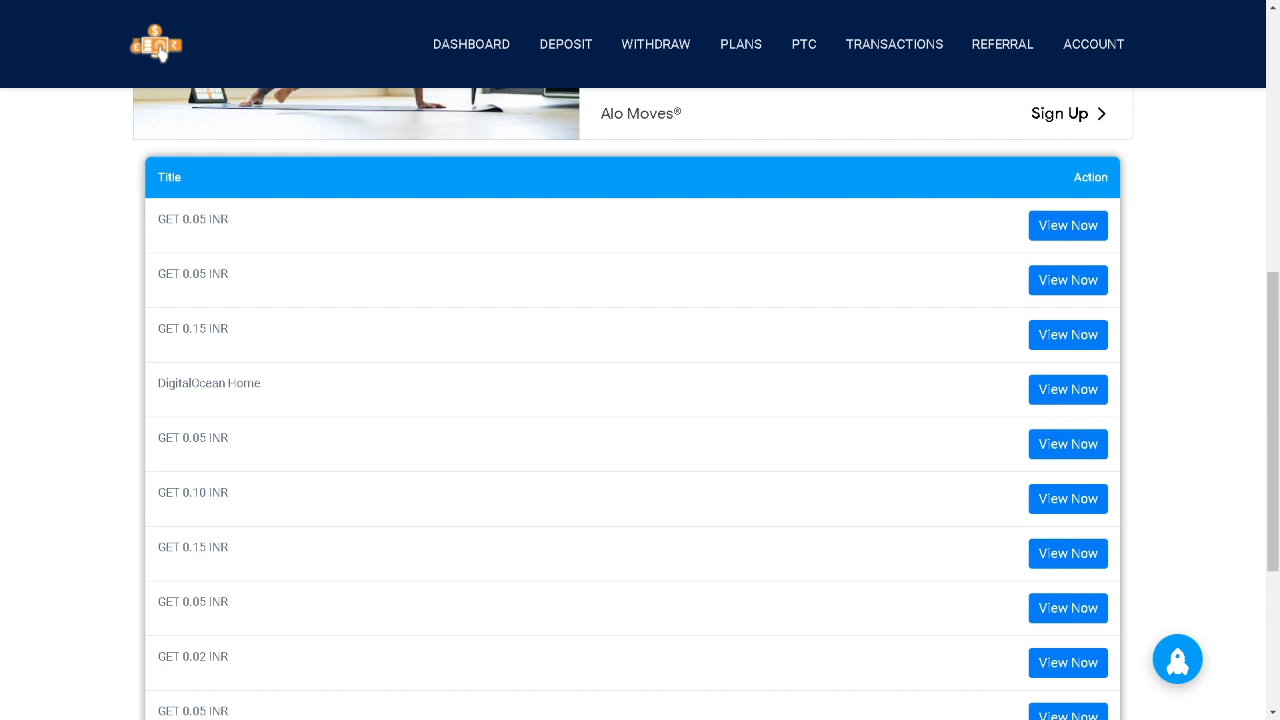 DASHBOARD DEPOSIT WITHDRAW PLANS PTC TRANSACTIONS REFERRAL ACCOUNT
Alo Moves® Sign Up
Title Action
GET 0.05 INR View Now
GET 0.05 INR View Now
GET 0.15 INR View Now
DigitalOcean Home View Now
GET 0.05 INR View Now
GET 0.10 INR View Now
GET 0.15 INR View Now
GET 0.05 INR View Now
GET 0.02 INR View Now
GET 0.05 INR View Now